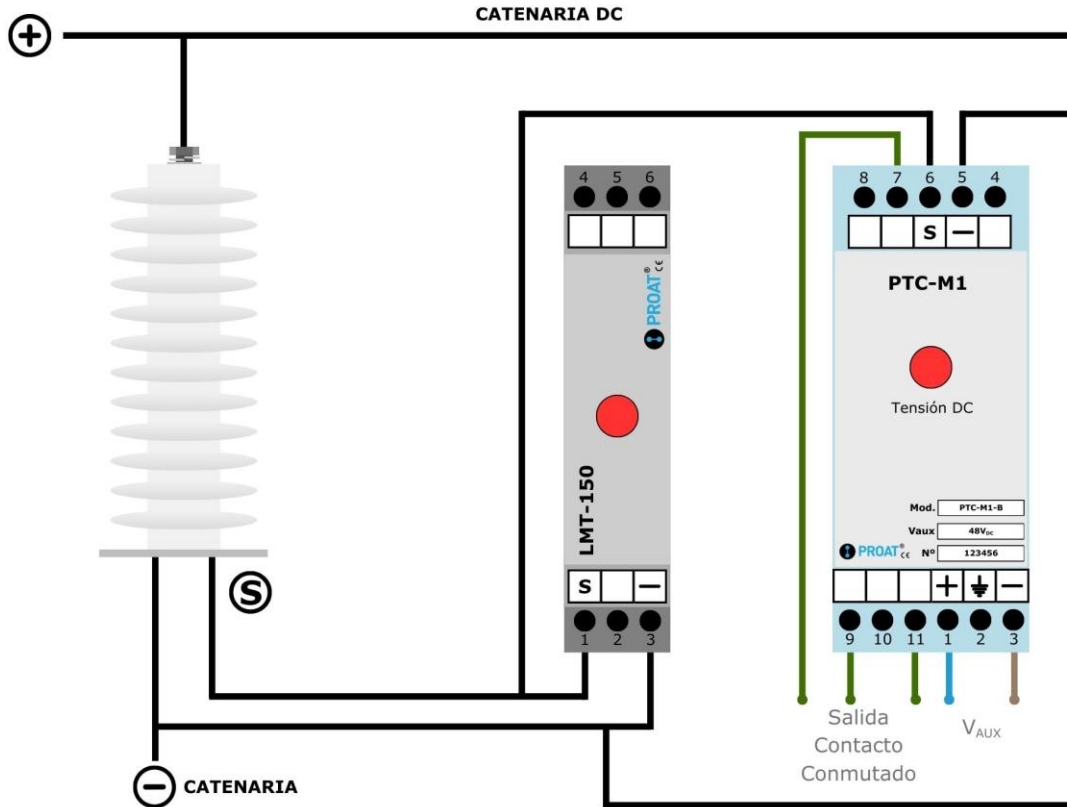 CATENARIA DC
+
4 5 6
8 7 6 5 4
S −
PROAT® CE
PTC-M1
Tensión DC
LMT-150
Mod. PTC-M1-B
Vaux 48VDC
PROAT® CE Nº 123456
S
S −
+ −
1 2 3
9 10 11 1 2 3
Salida
Contacto
Conmutado
VAUX
− CATENARIA